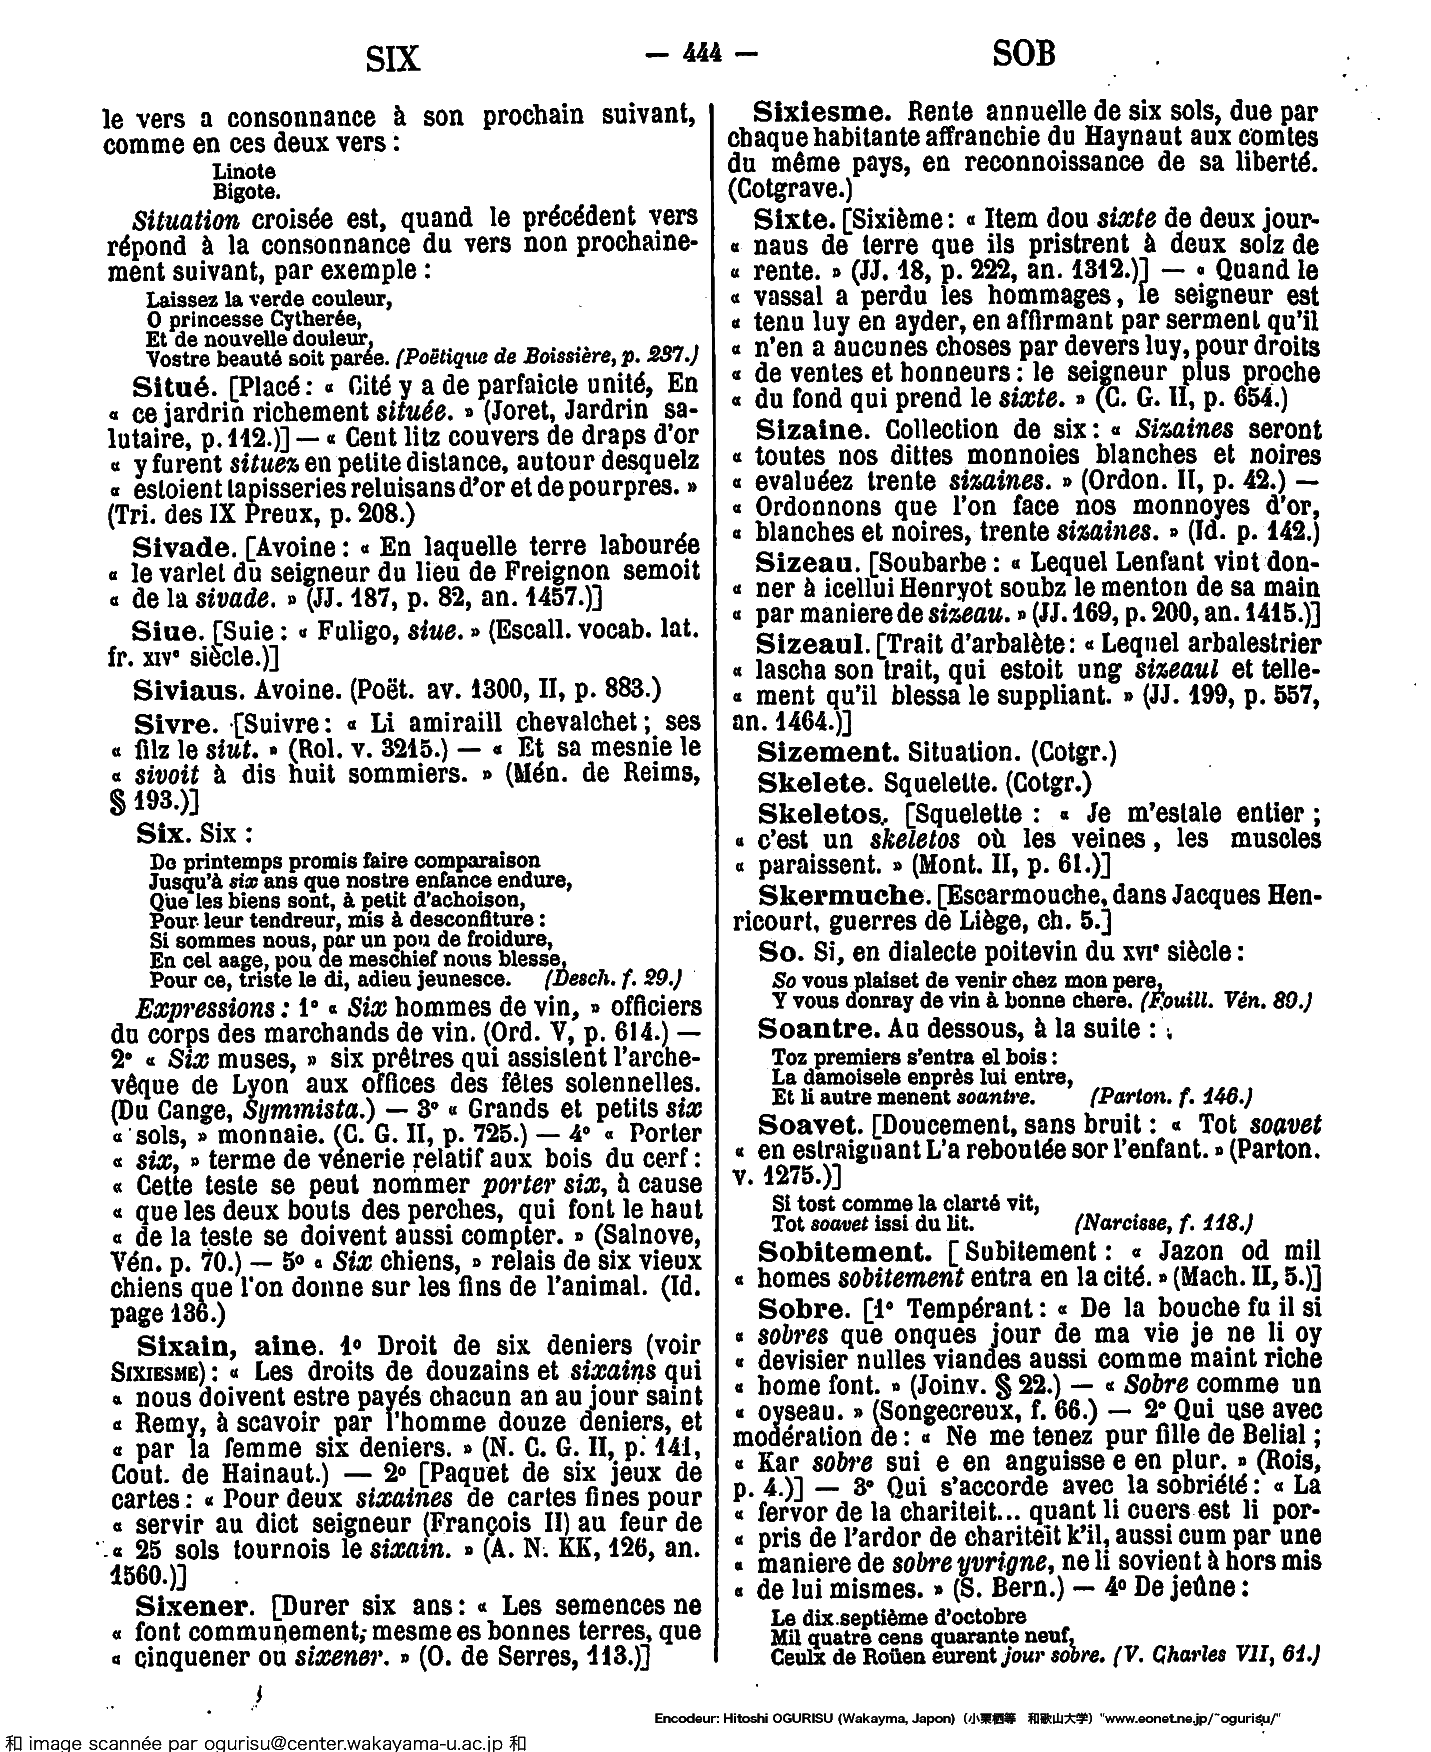 SIX — 444 — SOB
le vers a consonnance à son prochain suivant,
comme en ces deux vers :
Linote
Bigote.
Situation croisée est, quand le précédent vers
répond à la consonnance du vers non prochaine-
ment suivant, par exemple :
Laissez la verde couleur,
O princesse Cytherée,
Et de nouvelle douleur,
Vostre beauté soit parée. (Poëtique de Boissière, p. 237.)
Situé. [Placé : « Cité y a de parfaicte unité, En
« ce jardrin richement située. » (Joret, Jardrin sa-
lutaire, p. 112.)] — « Cent litz couvers de draps d'or
« y furent situez en petite distance, autour desquelz
« estoient tapisseries reluisans d'or et de pourpres. »
(Tri. des IX Preux, p. 208.)
Sivade. [Avoine : « En laquelle terre labourée
« le varlet du seigneur du lieu de Freignon semoit
« de la sivade. » (JJ. 187, p. 82, an. 1457.)]
Siue. [Suie : « Fuligo, siue. » (Escall. vocab. lat.
fr. XIVe siècle.)]
Siviaus. Avoine. (Poët. av. 1300, II, p. 883.)
Sivre. [Suivre : « Li amiraill chevalchet ; ses
« filz le siut. » (Rol. v. 3215.) — « Et sa mesnie le
« sivoit à dis huit sommiers. » (Mén. de Reims,
§ 193.)]
Six. Six :
De printemps promis faire comparaison
Jusqu'à six ans que nostre enfance endure,
Que les biens sont, à petit d'achoison,
Pour leur tendreur, mis à desconfiture :
Si sommes nous, par un pou de froidure,
En cel aage, pou de meschief nous blesse,
Pour ce, triste le di, adieu jeunesce. (Desch. f. 29.)
Expressions : 1° « Six hommes de vin, » officiers
du corps des marchands de vin. (Ord. V, p. 614.) —
2° « Six muses, » six prêtres qui assistent l'arche-
vêque de Lyon aux offices des fêtes solennelles.
(Du Cange, Symmista.) — 3° « Grands et petits six
« sols, » monnaie. (C. G. II, p. 725.) — 4° « Porter
« six, » terme de vénerie relatif aux bois du cerf :
« Cette teste se peut nommer porter six, à cause
« que les deux bouts des perches, qui font le haut
« de la teste se doivent aussi compter. » (Salnove,
Vén. p. 70.) — 5° « Six chiens, » relais de six vieux
chiens que l'on donne sur les fins de l'animal. (Id.
page 136.)
Sixain, aine. 1° Droit de six deniers (voir
SIXIESME) : « Les droits de douzains et sixains qui
« nous doivent estre payés chacun an au jour saint
« Remy, à scavoir par l'homme douze deniers, et
« par la femme six deniers. » (N. C. G. II, p. 141,
Cout. de Hainaut.) — 2° [Paquet de six jeux de
cartes : « Pour deux sixaines de cartes fines pour
« servir au dict seigneur (François II) au feur de
« 25 sols tournois le sixain. » (A. N. KK, 126, an.
1560.)]
Sixener. [Durer six ans : « Les semences ne
« font communement, mesme es bonnes terres, que
« cinquener ou sixener. » (O. de Serres, 113.)]
Sixiesme. Rente annuelle de six sols, due par
chaque habitante affranchie du Haynaut aux comtes
du même pays, en reconnoissance de sa liberté.
(Cotgrave.)
Sixte. [Sixième : « Item dou sixte de deux jour-
« naus de terre que ils pristrent à deux solz de
« rente. » (JJ. 18, p. 222, an. 1312.)] — « Quand le
« vassal a perdu les hommages, le seigneur est
« tenu luy en ayder, en affirmant par serment qu'il
« n'en a aucunes choses par devers luy, pour droits
« de ventes et honneurs : le seigneur plus proche
« du fond qui prend le sixte. » (C. G. II, p. 654.)
Sizaine. Collection de six : « Sizaines seront
« toutes nos dittes monnoies blanches et noires
« evaluéez trente sizaines. » (Ordon. II, p. 42.) —
« Ordonnons que l'on face nos monnoyes d'or,
« blanches et noires, trente sizaines. » (Id. p. 142.)
Sizeau. [Soubarbe : « Lequel Lenfant vint don-
« ner à icellui Henryot soubz le menton de sa main
« par maniere de sizeau. » (JJ. 169, p. 200, an. 1415.)]
Sizeaul. [Trait d'arbalète : « Lequel arbalestrier
« lascha son trait, qui estoit ung sizeaul et telle-
« ment qu'il blessa le suppliant. » (JJ. 199, p. 557,
an. 1464.)]
Sizement. Situation. (Cotgr.)
Skelete. Squelette. (Cotgr.)
Skeletos. [Squelette : « Je m'estale entier ;
« c'est un skeletos où les veines, les muscles
« paraissent. » (Mont. II, p. 61.)]
Skermuche. [Escarmouche, dans Jacques Hen-
ricourt, guerres de Liège, ch. 5.]
So. Si, en dialecte poitevin du XVIe siècle :
So vous plaiset de venir chez mon pere,
Y vous donray de vin à bonne chere. (Fouill. Vén. 89.)
Soantre. Au dessous, à la suite :
Toz premiers s'entra el bois :
La damoisele enprès lui entre,
Et li autre menent soantre. (Parton. f. 146.)
Soavet. [Doucement, sans bruit : « Tot soavet
« en estraignant L'a reboutée sor l'enfant. » (Parton.
v. 1275.)]
Si tost comme la clarté vit,
Tot soavet issi du lit. (Narcisse, f. 118.)
Sobitement. [Subitement : « Jazon od mil
« homes sobitement entra en la cité. » (Mach. II, 5.)]
Sobre. [1° Tempérant : « De la bouche fu il si
« sobres que onques jour de ma vie je ne li oy
« devisier nulles viandes aussi comme maint riche
« home font. » (Joinv. § 22.) — « Sobre comme un
« oyseau. » (Songecreux, f. 66.) — 2° Qui use avec
modération de : « Ne me tenez pur fille de Belial ;
« Kar sobre sui e en anguisse e en plur. » (Rois,
p. 4.)] — 3° Qui s'accorde avec la sobriété : « La
« fervor de la chariteit... quant li cuers est li por-
« pris de l'ardor de chariteit k'il, aussi cum par une
« maniere de sobre yvrigne, ne li sovient à hors mis
« de lui mismes. » (S. Bern.) — 4° De jeûne :
Le dix.septième d'octobre
Mil quatre cens quarante neuf,
Ceulx de Roüen eurent jour sobre. (V. Charles VII, 61.)
Encodeur: Hitoshi OGURISU (Wakayma, Japon) (小栗栖等 和歌山大学) "www.eonet.ne.jp/~ogurisu/"
和 image scannée par ogurisu@center.wakayama-u.ac.jp 和